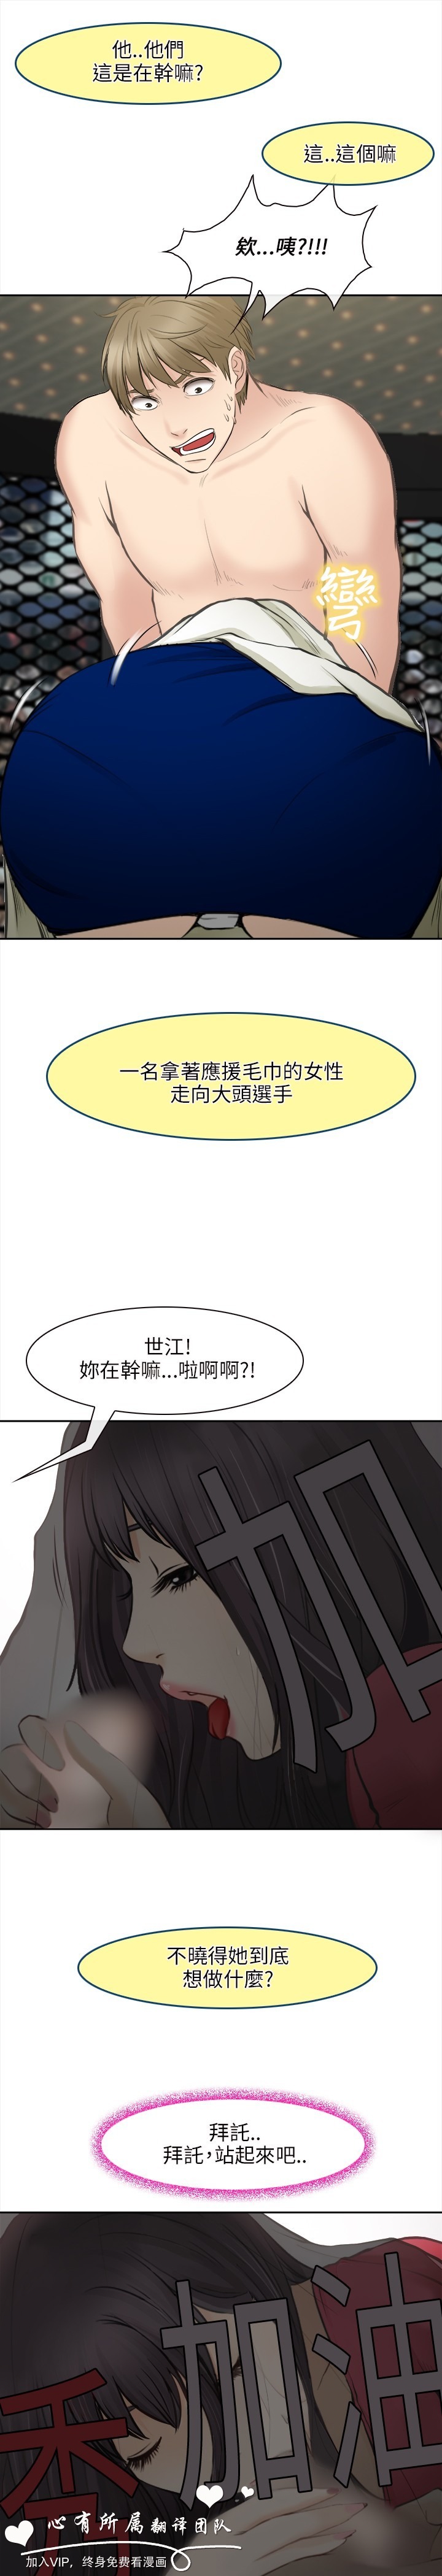 他..他們
這是在幹嘛?
這..這個嘛
欸...咦?!!!
彎
一名拿著應援毛巾的女性
走向大頭選手
世江!
妳在幹嘛...啦啊啊?!
加
不曉得她到底
想做什麼?
拜託..
拜託,站起來吧..
加油
心有所属翻译团队
加入VIP，终身免费看漫画